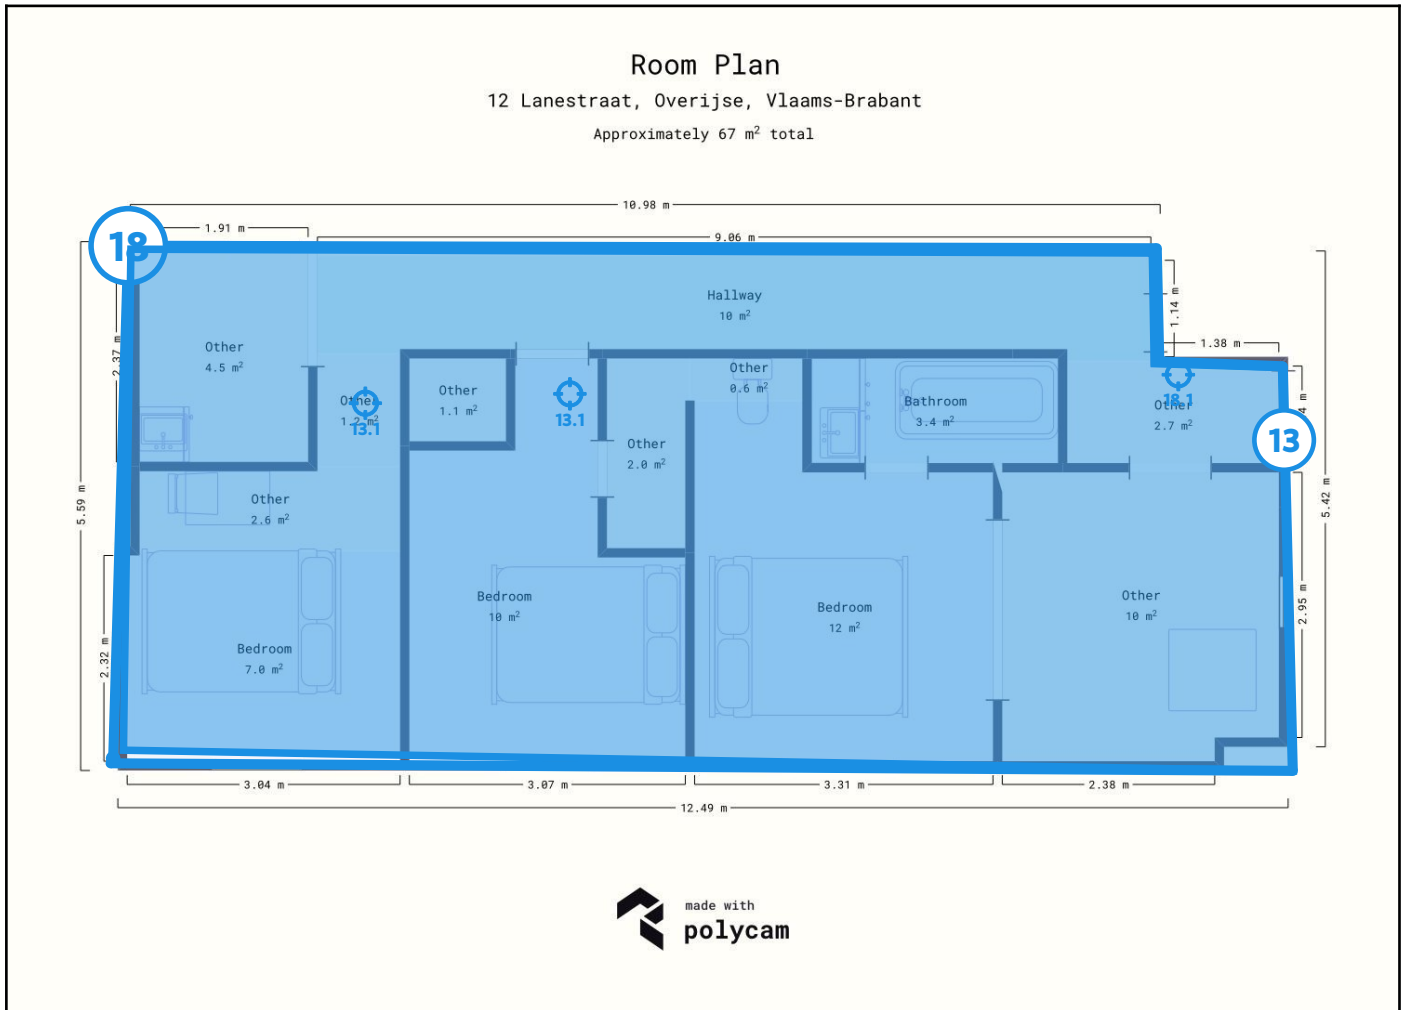 Room Plan
12 Lanestraat, Overijse, Vlaams-Brabant
Approximately 67 m² total
10.98 m
1.91 m
9.06 m
18
Hallway
10 m²
1.14 m
1.38 m
2.37 m
Other
4.5 m²
Other
1.2 m²
13.1
Other
1.1 m²
13.1
Other
0.6 m²
Bathroom
3.4 m²
18.1
Other
2.7 m²
13
Other
2.0 m²
5.59 m
Other
2.6 m²
5.42 m
Bedroom
10 m²
Bedroom
12 m²
Other
10 m²
2.95 m
2.32 m
Bedroom
7.0 m²
3.04 m
3.07 m
3.31 m
2.38 m
12.49 m
made with
polycam